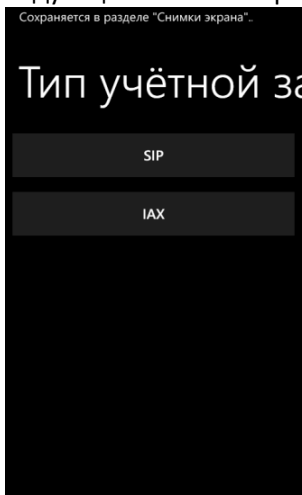 Сохраняется в разделе "Снимки экрана"..
Тип учётной за
SIP
IAX